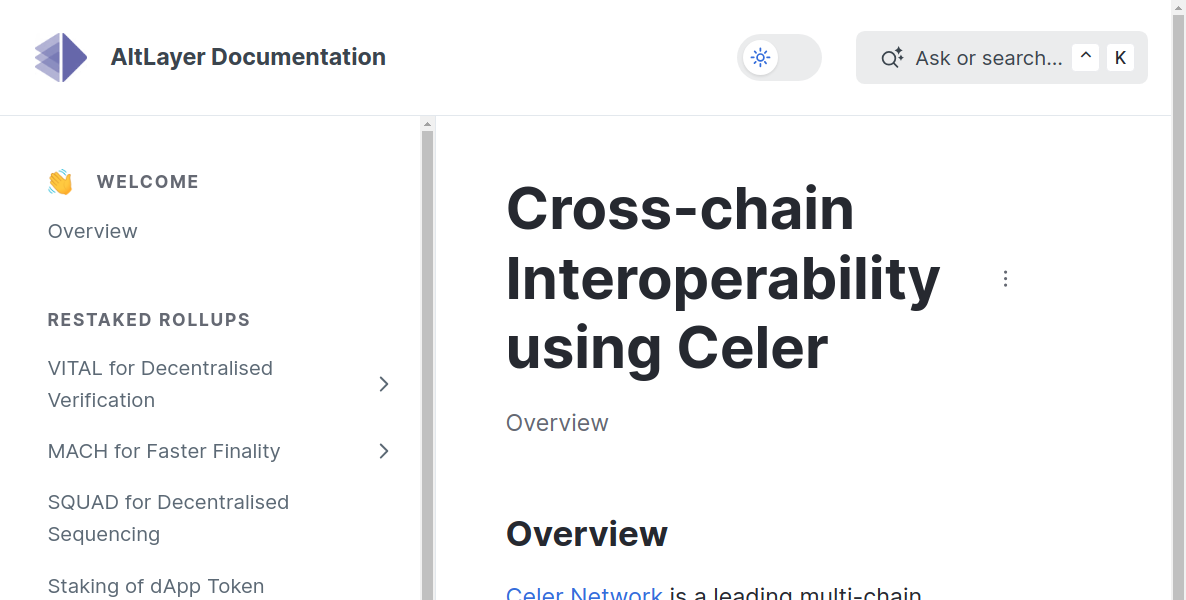 AltLayer Documentation
Ask or search...
^
K
WELCOME
Overview
RESTAKED ROLLUPS
VITAL for Decentralised
Verification
MACH for Faster Finality
SQUAD for Decentralised
Sequencing
Staking of dApp Token
Cross-chain
Interoperability
using Celer
Overview
Overview
Celer Network is a leading multi-chain